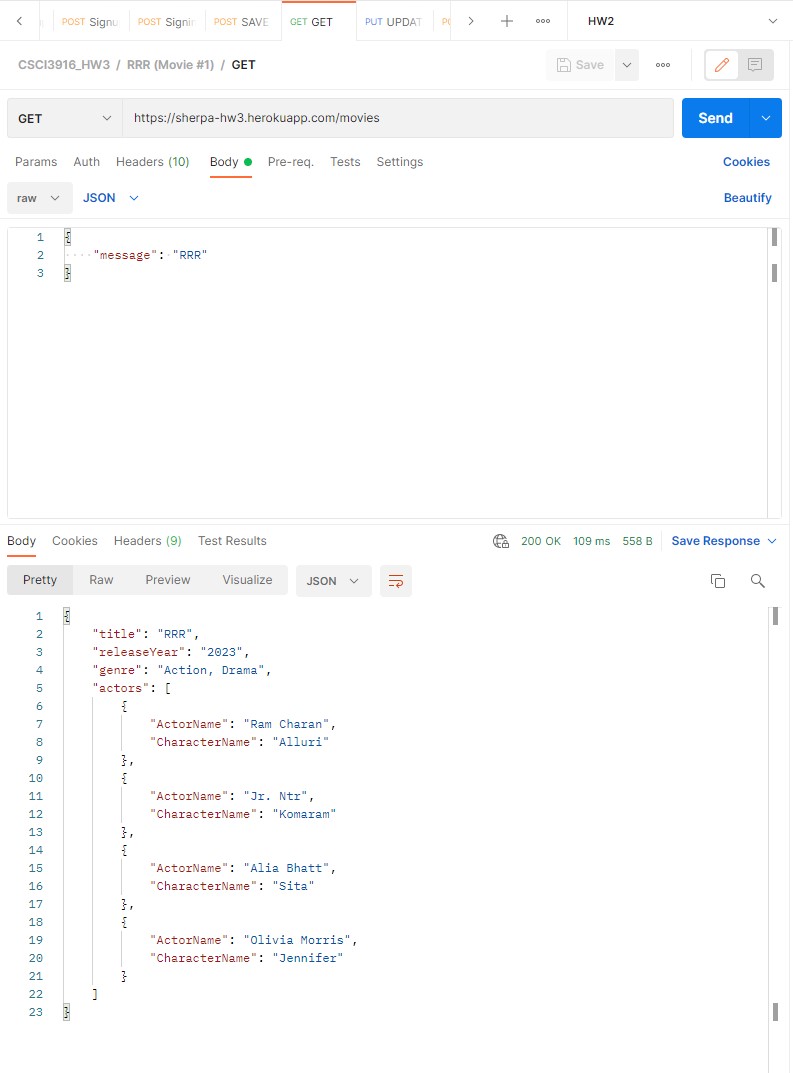 POST Signu POST Signi POST SAVE GET GET PUT UPDAT HW2
CSCI3916_HW3 / RRR (Movie #1) / GET Save
GET https://sherpa-hw3.herokuapp.com/movies Send
Params Auth Headers (10) Body Pre-req. Tests Settings Cookies
raw JSON Beautify
1 {
2 "message": "RRR"
3 }
Body Cookies Headers (9) Test Results 200 OK 109 ms 558 B Save Response
Pretty Raw Preview Visualize JSON
1 {
2 "title": "RRR",
3 "releaseYear": "2023",
4 "genre": "Action, Drama",
5 "actors": [
6 {
7 "ActorName": "Ram Charan",
8 "CharacterName": "Alluri"
9 },
10 {
11 "ActorName": "Jr. Ntr",
12 "CharacterName": "Komaram"
13 },
14 {
15 "ActorName": "Alia Bhatt",
16 "CharacterName": "Sita"
17 },
18 {
19 "ActorName": "Olivia Morris",
20 "CharacterName": "Jennifer"
21 }
22 ]
23 }